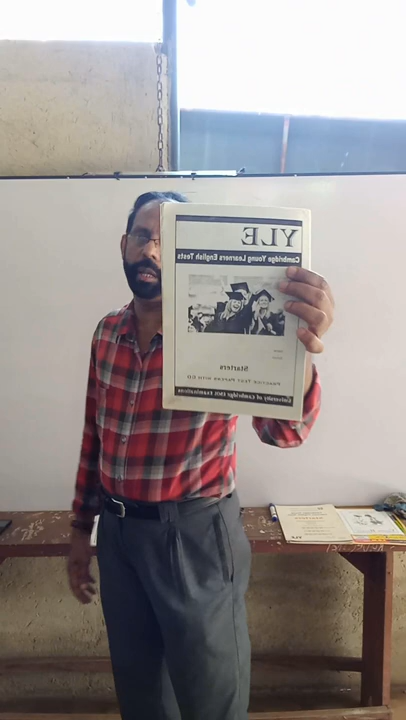 YLE
Cambridge Young Learners English Tests
Starters
PRACTICE TEST PAPERS WITH CD
University of Cambridge ESOL Examinations